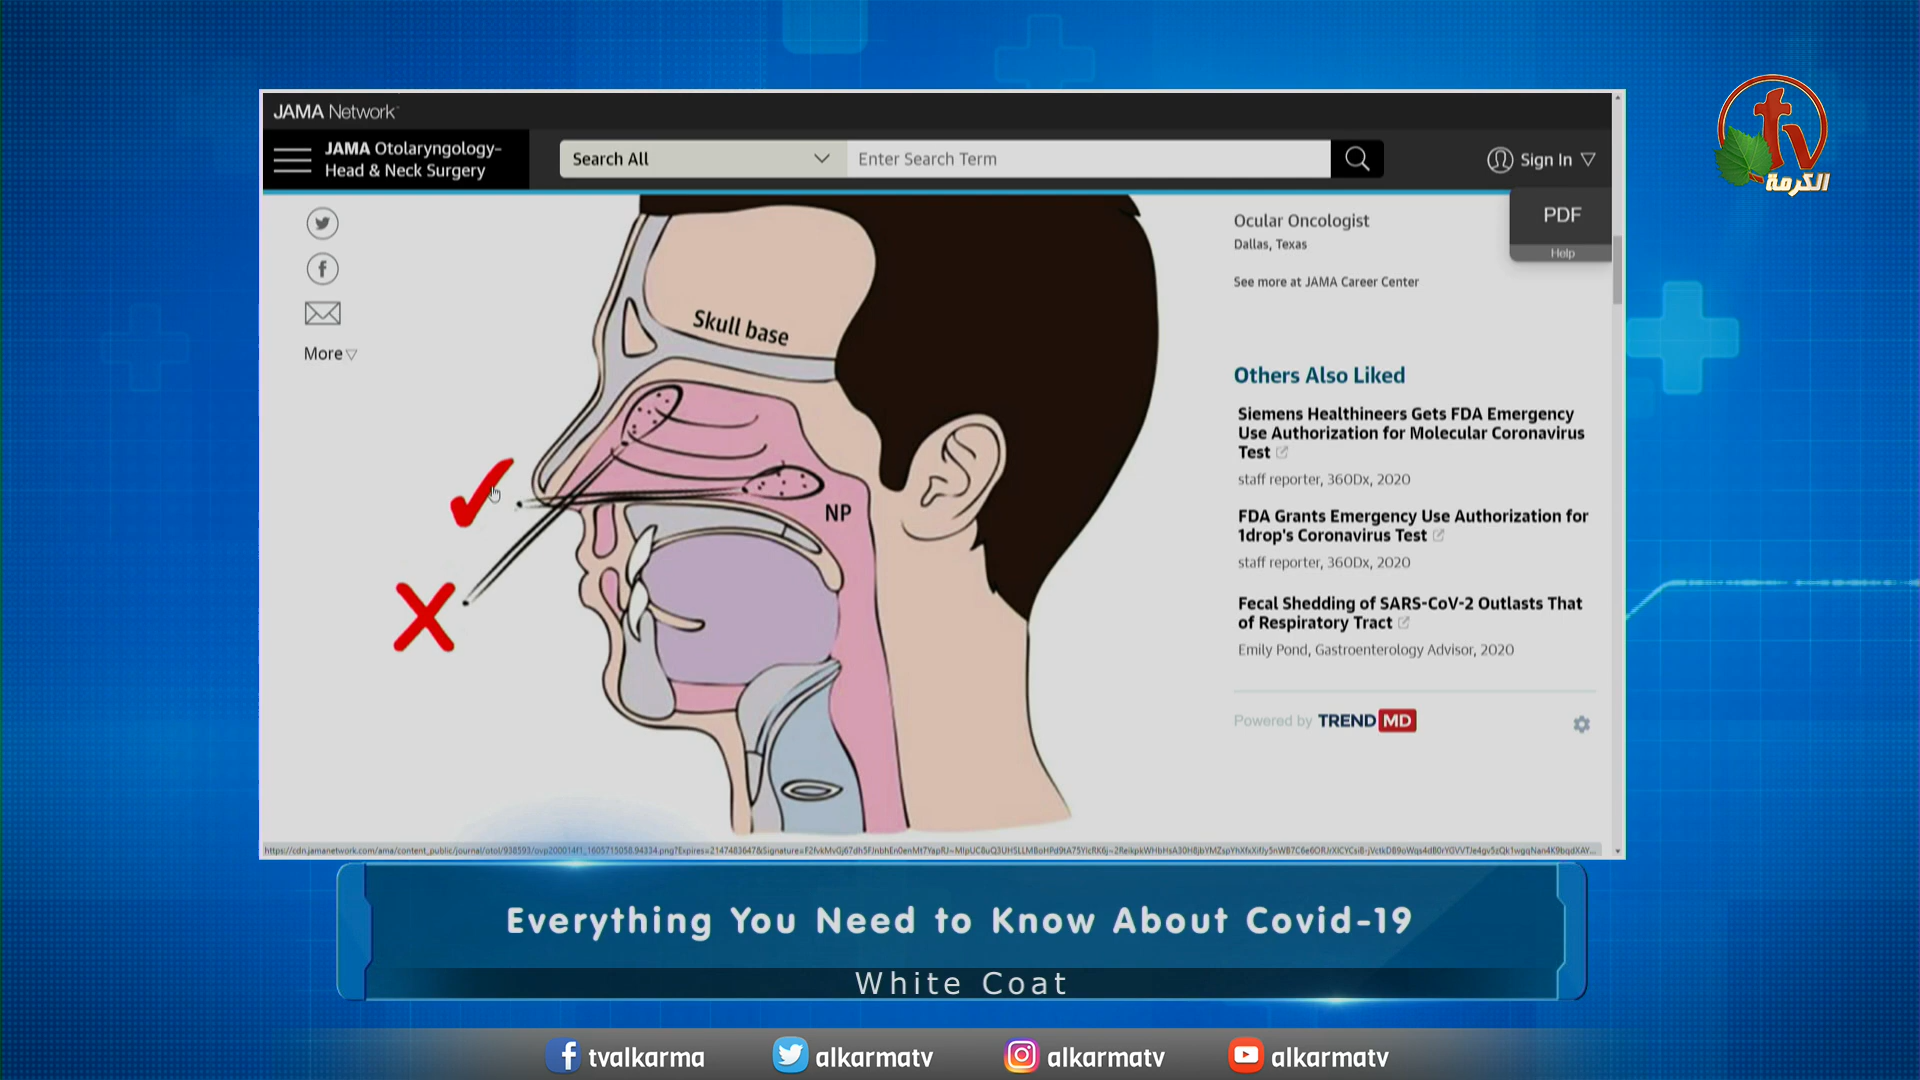 JAMA Network
JAMA Otolaryngology–
Head & Neck Surgery
Search All
Enter Search Term
Sign In
PDF
Help
tv
الكرمة
More
Skull base
NP
Ocular Oncologist
Dallas, Texas
See more at JAMA Career Center
Others Also Liked
Siemens Healthineers Gets FDA Emergency
Use Authorization for Molecular Coronavirus
Test
staff reporter, 360Dx, 2020
FDA Grants Emergency Use Authorization for
1drop's Coronavirus Test
staff reporter, 360Dx, 2020
Fecal Shedding of SARS-CoV-2 Outlasts That
of Respiratory Tract
Emily Pond, Gastroenterology Advisor, 2020
Powered by TREND MD
Everything You Need to Know About Covid-19
White Coat
tvalkarma
alkarmatv
alkarmatv
alkarmatv